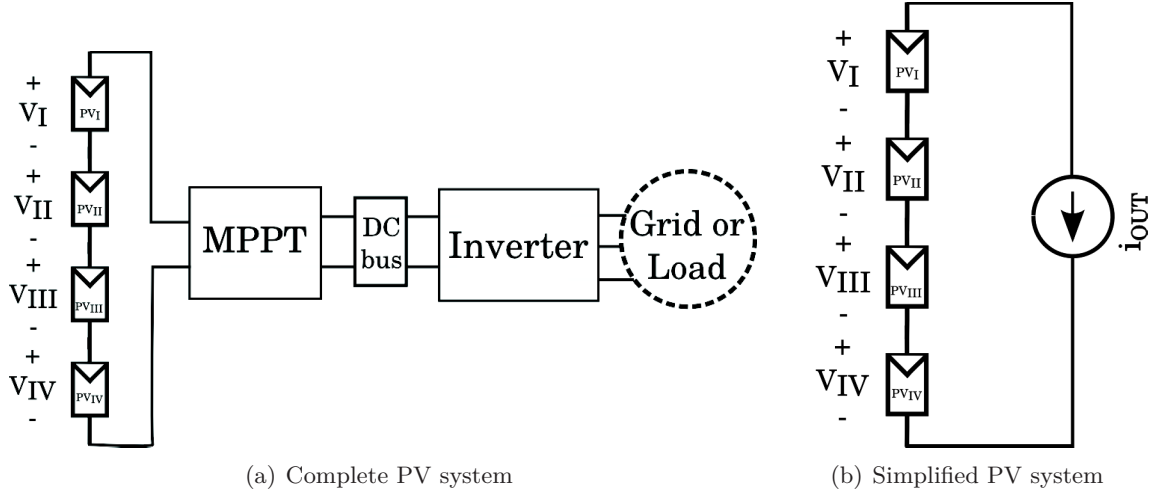 +
VI
-
+
VII
-
+
VIII
-
+
VIV
-
PVI
PVII
PVIII
PVIV
MPPT
DC
bus
Inverter
Grid or
Load
(a) Complete PV system
+
VI
-
+
VII
-
+
VIII
-
+
VIV
-
PVI
PVII
PVIII
PVIV
iOUT
(b) Simplified PV system